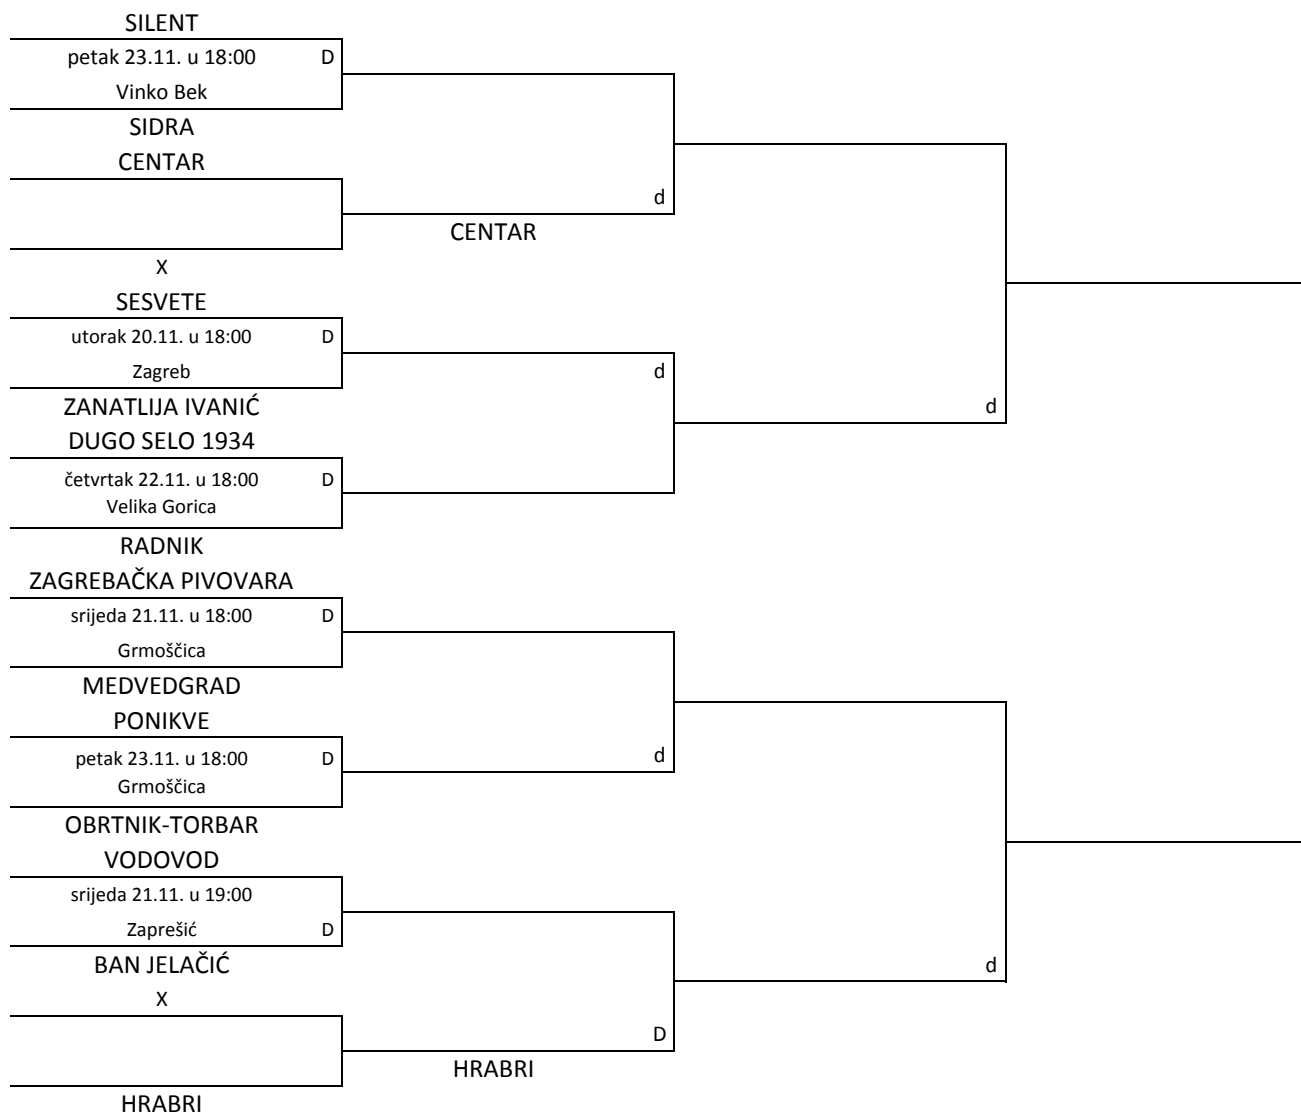 SILENT
petak 23.11. u 18:00 D
Vinko Bek
SIDRA
CENTAR
d
CENTAR
X
SESVETE
utorak 20.11. u 18:00 D
Zagreb
d
ZANATLIJA IVANIĆ
d
DUGO SELO 1934
četvrtak 22.11. u 18:00 D
Velika Gorica
RADNIK
ZAGREBAČKA PIVOVARA
srijeda 21.11. u 18:00 D
Grmoščica
MEDVEDGRAD
PONIKVE
petak 23.11. u 18:00 D
d
Grmoščica
OBRTNIK-TORBAR
VODOVOD
srijeda 21.11. u 19:00
Zaprešić D
BAN JELAČIĆ
d
X
D
HRABRI
HRABRI